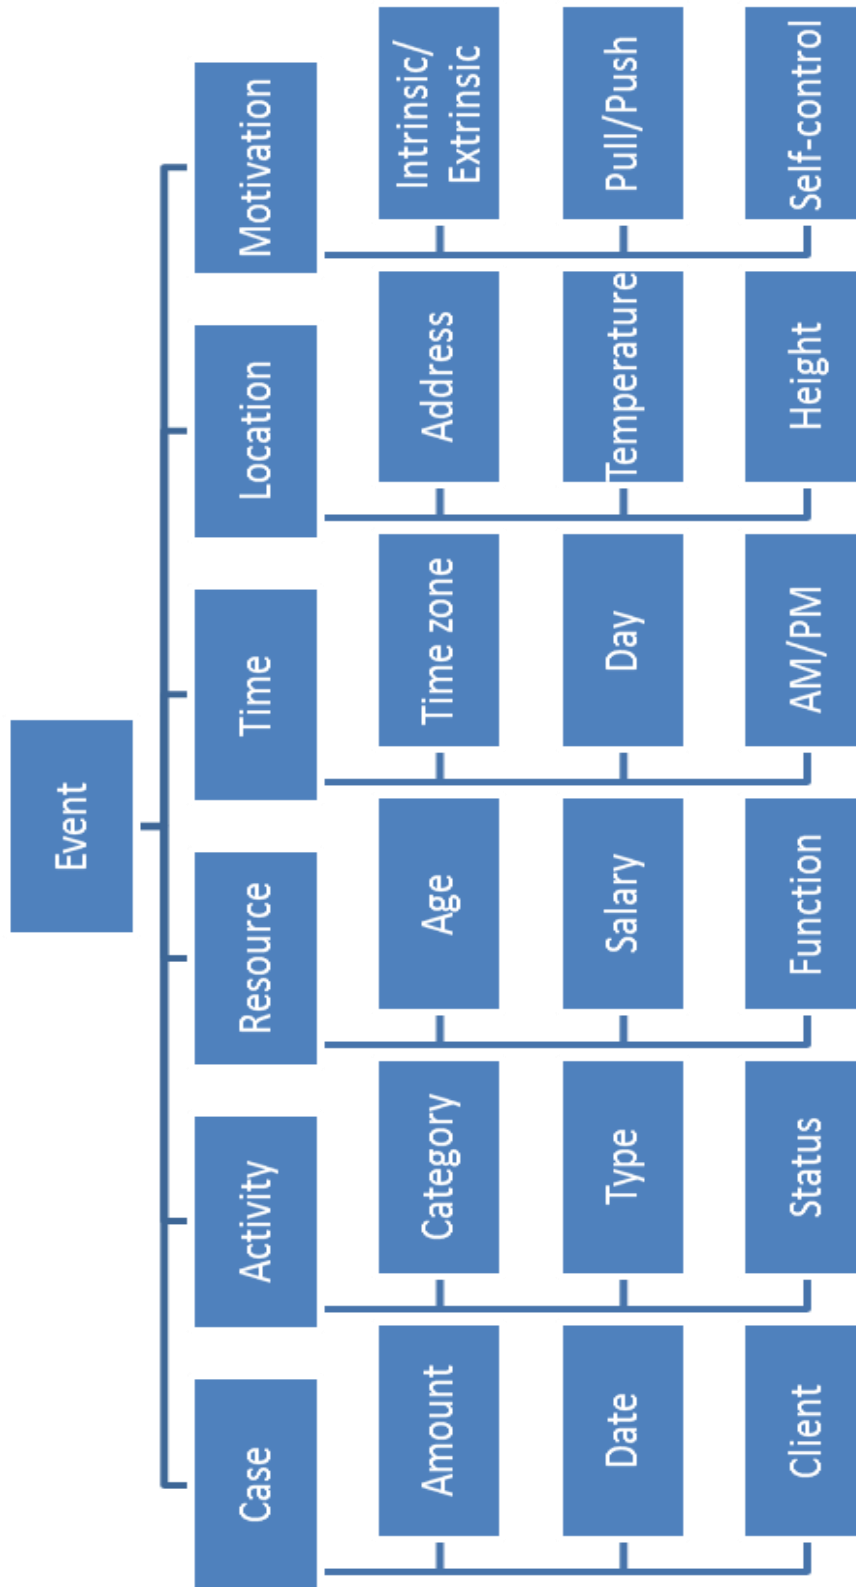 Event
Case
Activity
Resource
Time
Location
Motivation
Amount
Category
Age
Time zone
Address
Intrinsic/
Extrinsic
Date
Type
Salary
Day
Temperature
Pull/Push
Client
Status
Function
AM/PM
Height
Self-control